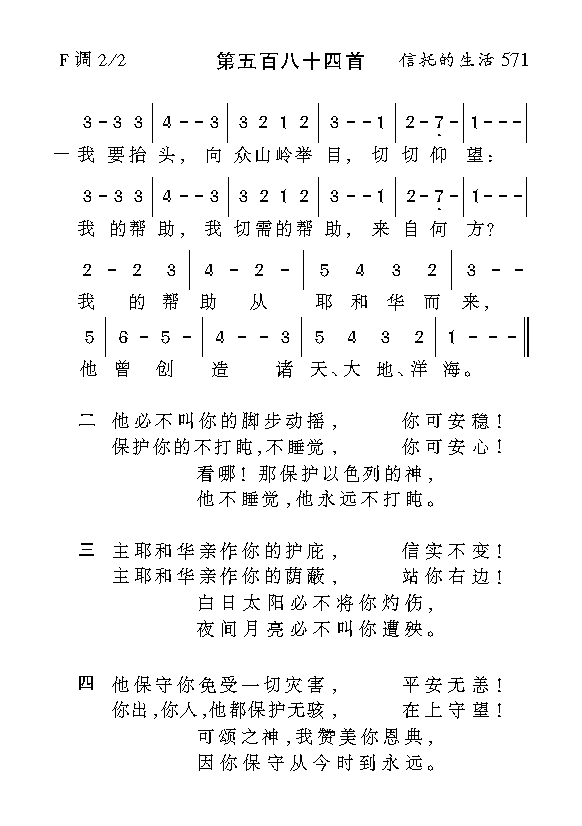 F 调 2/2 第五百八十四首 信托的生活 571
3 - 3 3 | 4 - - 3 | 3 2 1 2 | 3 - - 1 | 2 - 7̣ - | 1 - - - |
一 我 要抬头, 向众山岭举目, 切切仰望:
3 - 3 3 | 4 - - 3 | 3 2 1 2 | 3 - - 1 | 2 - 7̣ - | 1 - - - |
我 的帮助, 我切需的帮助, 来自何方?
2 - 2 3 | 4 - 2 - | 5 4 3 2 | 3 - -
我 的帮助从 耶和华而来,
5 | 6 - 5 - | 4 - - 3 | 5 4 3 2 | 1 - - - ‖
他曾创造 诸天、大地、洋海。
二 他必不叫你的脚步动摇, 你可安稳!
保护你的不打盹,不睡觉, 你可安心!
看哪! 那保护以色列的神,
他不睡觉,他永远不打盹。
三 主耶和华亲作你的护庇, 信实不变!
主耶和华亲作你的荫蔽, 站你右边!
白日太阳必不将你灼伤,
夜间月亮必不叫你遭殃。
四 他保守你免受一切灾害, 平安无恙!
你出,你人,他都保护无骇, 在上守望!
可颂之神,我赞美你恩典,
因你保守从今时到永远。